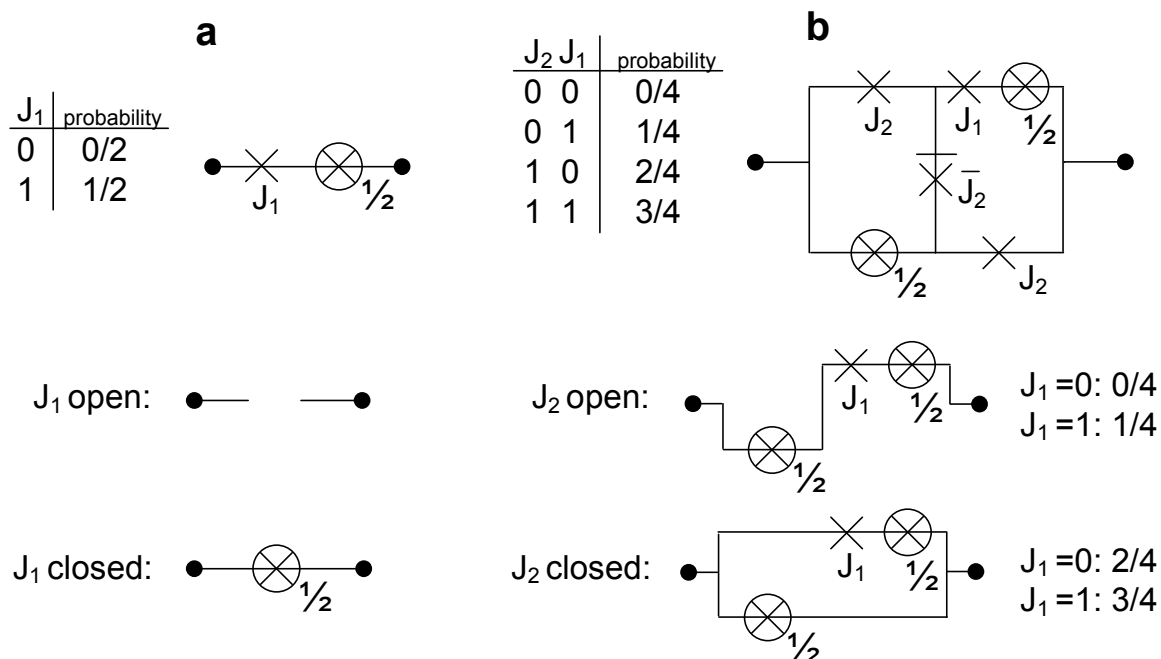 a
J1 probability
0 0/2
1 1/2
J1
½
b
J2 J1 probability
0 0 0/4
0 1 1/4
1 0 2/4
1 1 3/4
J2
J1
½
J̄2
½
J2
J1 open:
J2 open:
J1
½
½
J1 =0: 0/4
J1 =1: 1/4
J1 closed:
½
J2 closed:
J1
½
½
J1 =0: 2/4
J1 =1: 3/4